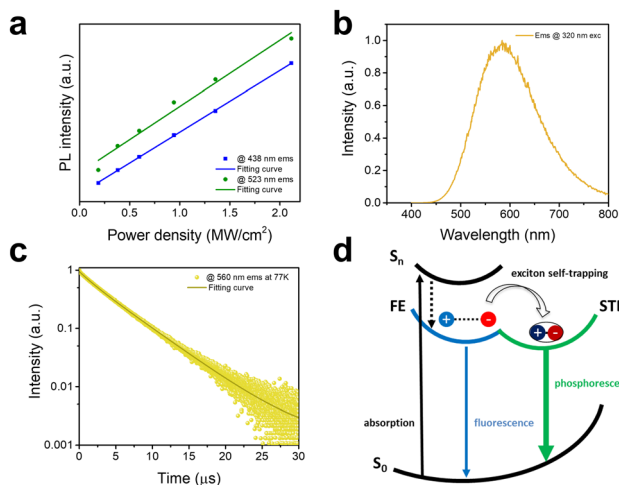 a
PL intensity (a.u.)
@ 438 nm ems
Fitting curve
@ 523 nm ems
Fitting curve
0.0 0.5 1.0 1.5 2.0
Power density (MW/cm²)
b
Intensity (a.u.)
1.0
0.8
0.6
0.4
0.2
0.0
Ems @ 320 nm exc
400 500 600 700 800
Wavelength (nm)
c
Intensity (a.u.)
1
0.1
0.01
0.001
@ 560 nm ems at 77K
Fitting curve
0 5 10 15 20 25 30
Time (μs)
d
Sn
exciton self-trapping
FE
STE
+
-
+ -
phosphoresce
absorption
fluorescence
S0